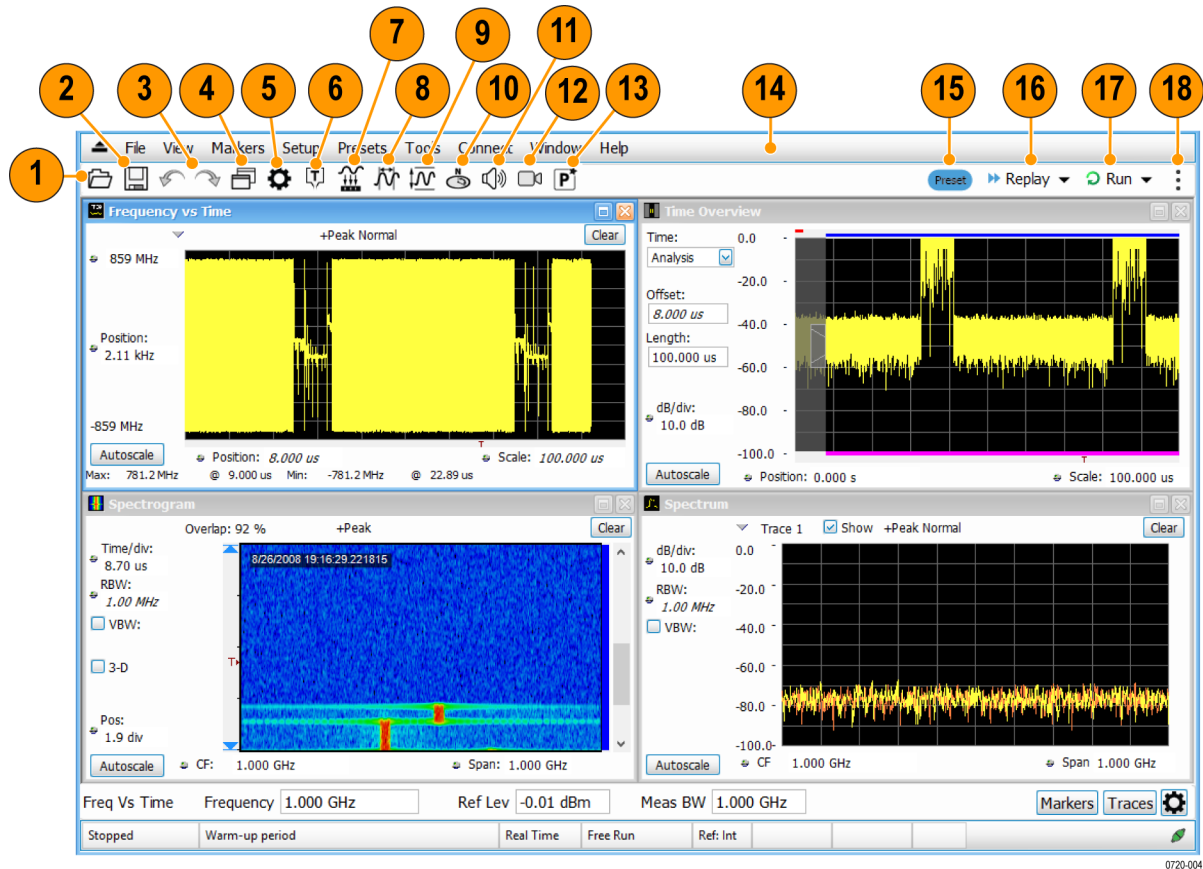 7 9 11
2 3 4 5 6 8 10 12 13 14 15 16 17 18
1
File View Markers Setup Presets Tools Connect Window Help
T N P Preset Replay Run
Frequency vs Time
+Peak Normal Clear
859 MHz
Position:
2.11 kHz
-859 MHz
Autoscale
T
Position: 8.000 us Scale: 100.000 us
Max: 781.2 MHz @ 9.000 us Min: -781.2 MHz @ 22.89 us
Time Overview
Time:
Analysis
Offset:
8.000 us
Length:
100.000 us
dB/div:
10.0 dB
Autoscale
0.0
-20.0
-40.0
-60.0
-80.0
-100.0
T
Position: 0.000 s Scale: 100.000 us
Spectrogram
Overlap: 92 % +Peak Clear
Time/div:
8.70 us
RBW:
1.00 MHz
VBW:
3-D
Pos:
1.9 div
Autoscale
8/26/2008 19:16:29.221815
T
CF: 1.000 GHz Span: 1.000 GHz
Spectrum
Trace 1 Show +Peak Normal Clear
dB/div:
10.0 dB
RBW:
1.00 MHz
VBW:
Autoscale
0.0
-20.0
-40.0
-60.0
-80.0
-100.0
CF 1.000 GHz Span 1.000 GHz
Freq Vs Time Frequency 1.000 GHz Ref Lev -0.01 dBm Meas BW 1.000 GHz Markers Traces
Stopped Warm-up period Real Time Free Run Ref: Int
0720-004